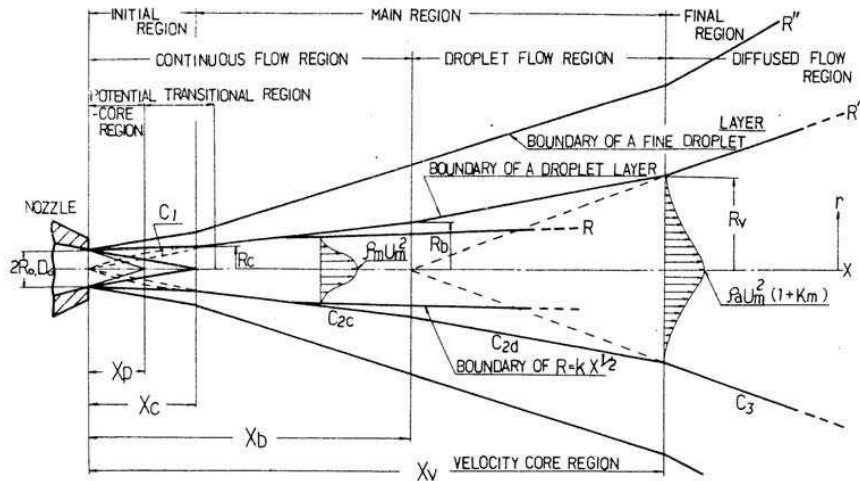 INITIAL REGION
MAIN REGION
FINAL REGION
R"
CONTINUOUS FLOW REGION
DROPLET FLOW REGION
DIFFUSED FLOW REGION
POTENTIAL TRANSITIONAL REGION
-CORE REGION
LAYER
R'
BOUNDARY OF A FINE DROPLET
BOUNDARY OF A DROPLET LAYER
NOZZLE
C1
r
Rc
ρmUm²
Rb
R
Rv
2R₀,D₀
X
C2c
ρaUm²(1+Km)
C2d
BOUNDARY OF R=kX^1/2
Xp
C3
Xc
Xb
Xv
VELOCITY CORE REGION